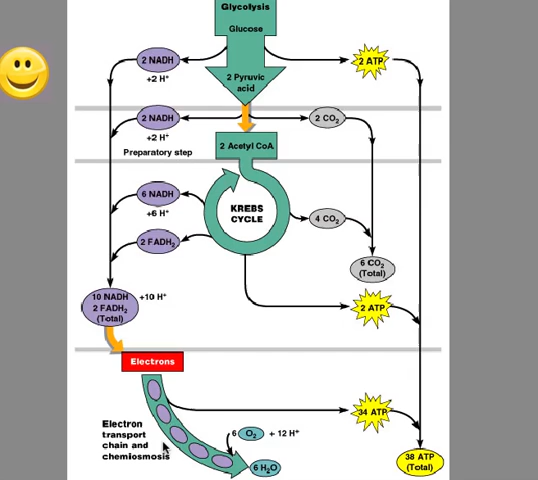 Glycolysis
Glucose
2 NADH
2 ATP
+2 H+
2 Pyruvic
acid
2 NADH
2 CO2
+2 H+
Preparatory step
2 Acetyl CoA
6 NADH
+6 H+
KREBS
CYCLE
4 CO2
2 FADH2
6 CO2
(Total)
10 NADH
2 FADH2
(Total)
+10 H+
2 ATP
Electrons
34 ATP
Electron
transport
chain and
chemiosmosis
6 O2 + 12 H+
6 H2O
38 ATP
(Total)